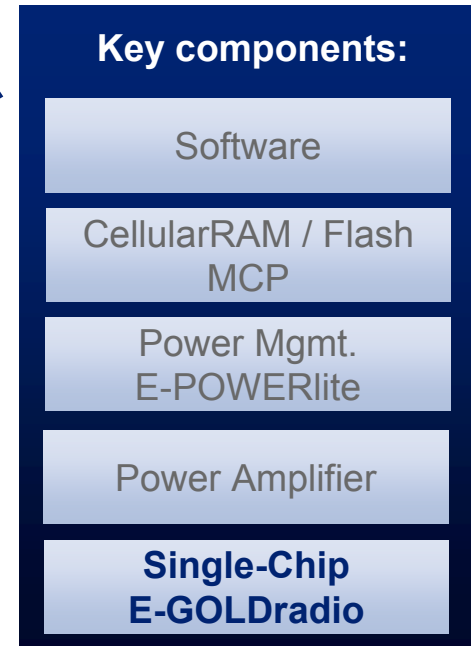 Key components:
Software
CellularRAM / Flash
MCP
Power Mgmt.
E-POWERlite
Power Amplifier
Single-Chip
E-GOLDradio